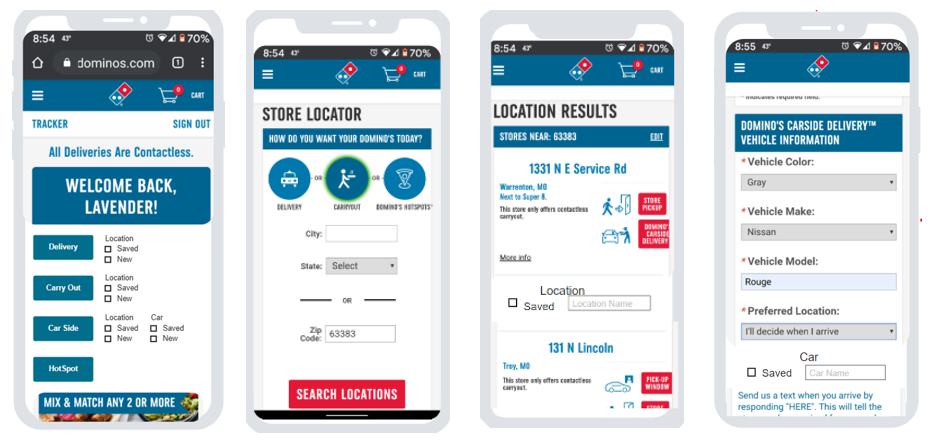 8:54 43° 70%
dominos.com 1
0 CART
TRACKER SIGN OUT
All Deliveries Are Contactless.
WELCOME BACK,
LAVENDER!
Delivery
Location
Saved
New
Carry Out
Location
Saved
New
Car Side
Location Car
Saved Saved
New New
HotSpot
MIX & MATCH ANY 2 OR MORE
8:54 43° 70%
0 CART
STORE LOCATOR
HOW DO YOU WANT YOUR DOMINO'S TODAY?
- OR - - OR -
DELIVERY CARRYOUT DOMINO'S HOTSPOTS®
City:
State: Select
OR
Zip
Code: 63383
SEARCH LOCATIONS
8:54 43° 70%
0 CART
LOCATION RESULTS
STORES NEAR: 63383 EDIT
1331 N E Service Rd
Warrenton, MO
Next to Super 8.
This store only offers contactless
carryout.
STORE
PICKUP
DOMINO'S
CARSIDE
DELIVERY
More info
Location
Saved Location Name
131 N Lincoln
Troy, MO
This store only offers contactless
carryout.
PICK-UP
WINDOW
8:55 43° 70%
* Indicates required field.
DOMINO'S CARSIDE DELIVERY™
VEHICLE INFORMATION
* Vehicle Color:
Gray
* Vehicle Make:
Nissan
* Vehicle Model:
Rouge
* Preferred Location:
I'll decide when I arrive
Car
Saved Car Name
Send us a text when you arrive by
responding "HERE". This will tell the